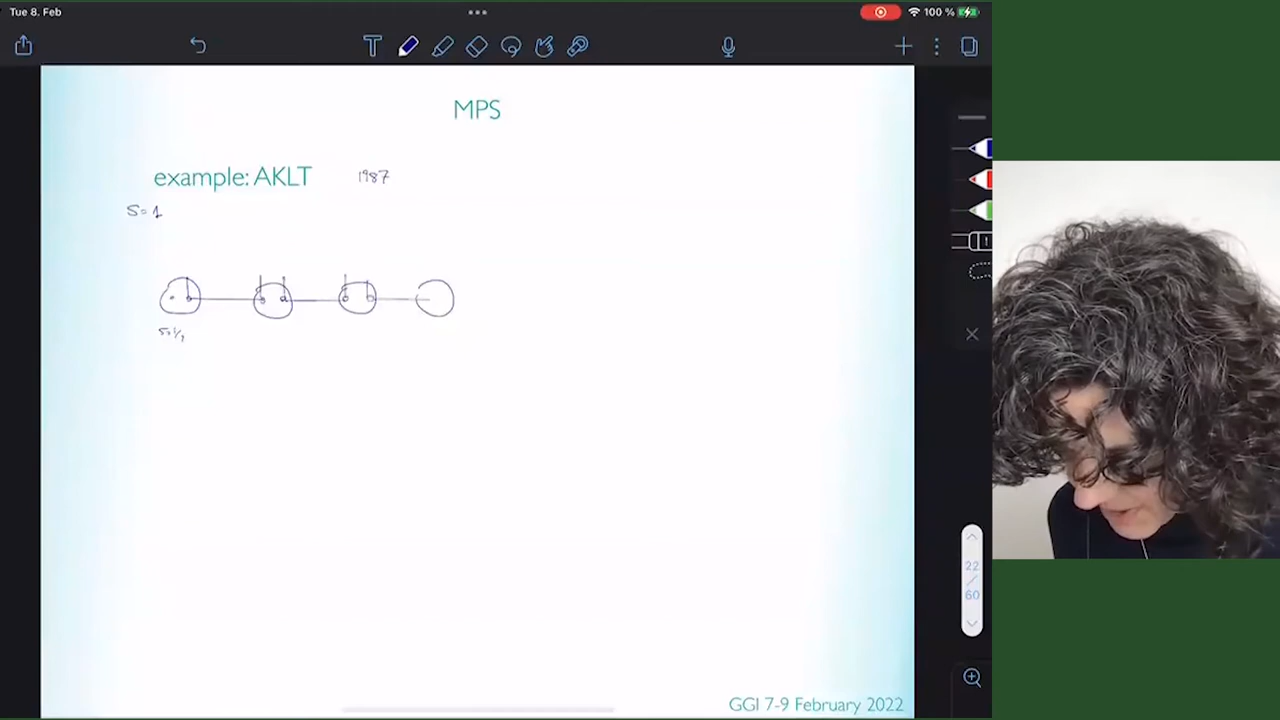 Tue 8. Feb
100 %
MPS
example: AKLT 1987
S=1
S=1/2
22
/
60
GGI 7-9 February 2022